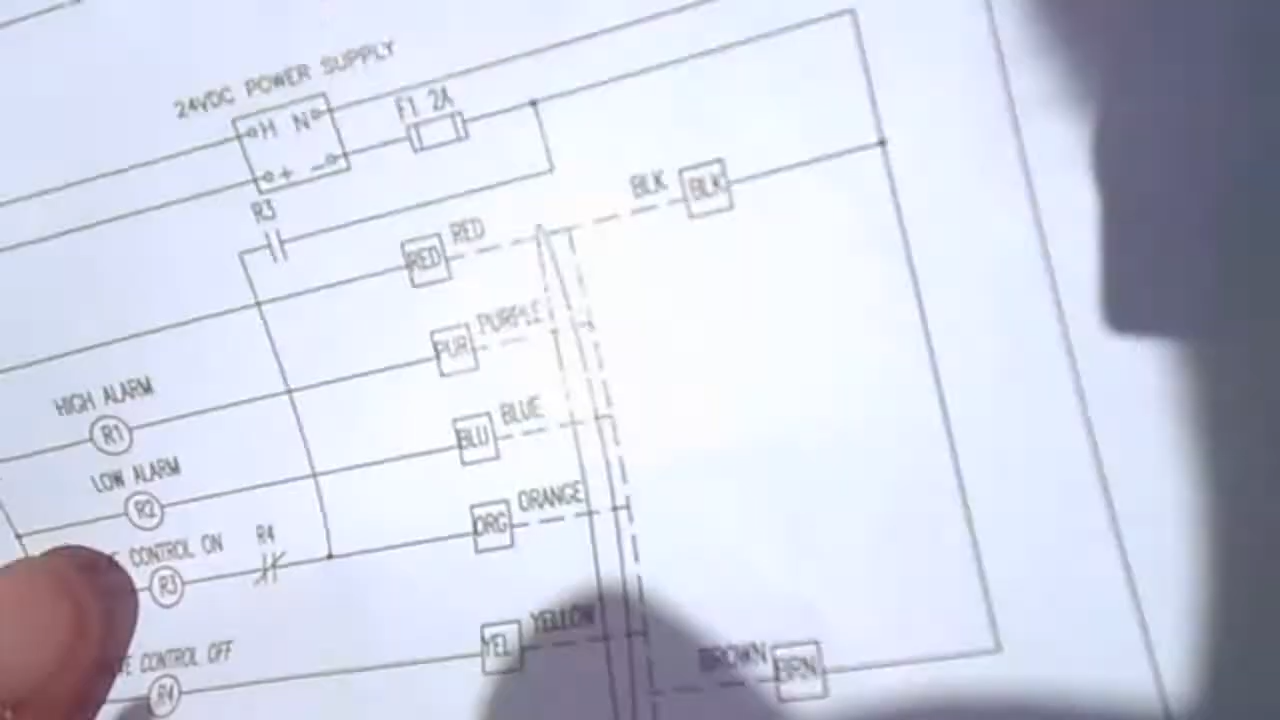 24VDC POWER SUPPLY
H N
F1 2A
+ -
R3
BLK BLK
RED RED
PUR PURPLE
HIGH ALARM
R1
BLU BLUE
LOW ALARM
R2
ORG ORANGE
CONTROL ON
R4
R3
YEL YELLOW
CONTROL OFF
R4
BROWN BRN